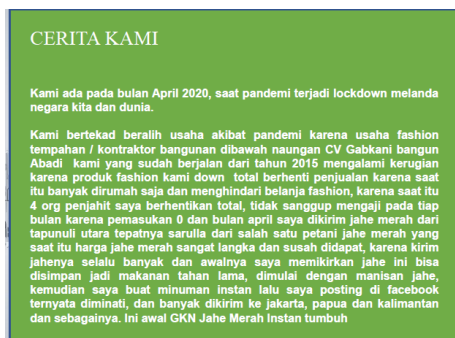 CERITA KAMI
Kami ada pada bulan April 2020, saat pandemi terjadi lockdown melanda
negara kita dan dunia.
Kami bertekad beralih usaha akibat pandemi karena usaha fashion
tempahan / kontraktor bangunan dibawah naungan CV Gabkani bangun
Abadi kami yang sudah berjalan dari tahun 2015 mengalami kerugian
karena produk fashion kami down total berhenti penjualan karena saat
itu banyak dirumah saja dan menghindari belanja fashion, karena saat itu
4 org penjahit saya berhentikan total, tidak sanggup mengaji pada tiap
bulan karena pemasukan 0 dan bulan april saya dikirim jahe merah dari
tapunuli utara tepatnya sarulla dari salah satu petani jahe merah yang
saat itu harga jahe merah sangat langka dan susah didapat, karena kirim
jahenya selalu banyak dan awalnya saya memikirkan jahe ini bisa
disimpan jadi makanan tahan lama, dimulai dengan manisan jahe,
kemudian saya buat minuman instan lalu saya posting di facebook
ternyata diminati, dan banyak dikirim ke jakarta, papua dan kalimantan
dan sebagainya. Ini awal GKN Jahe Merah Instan tumbuh